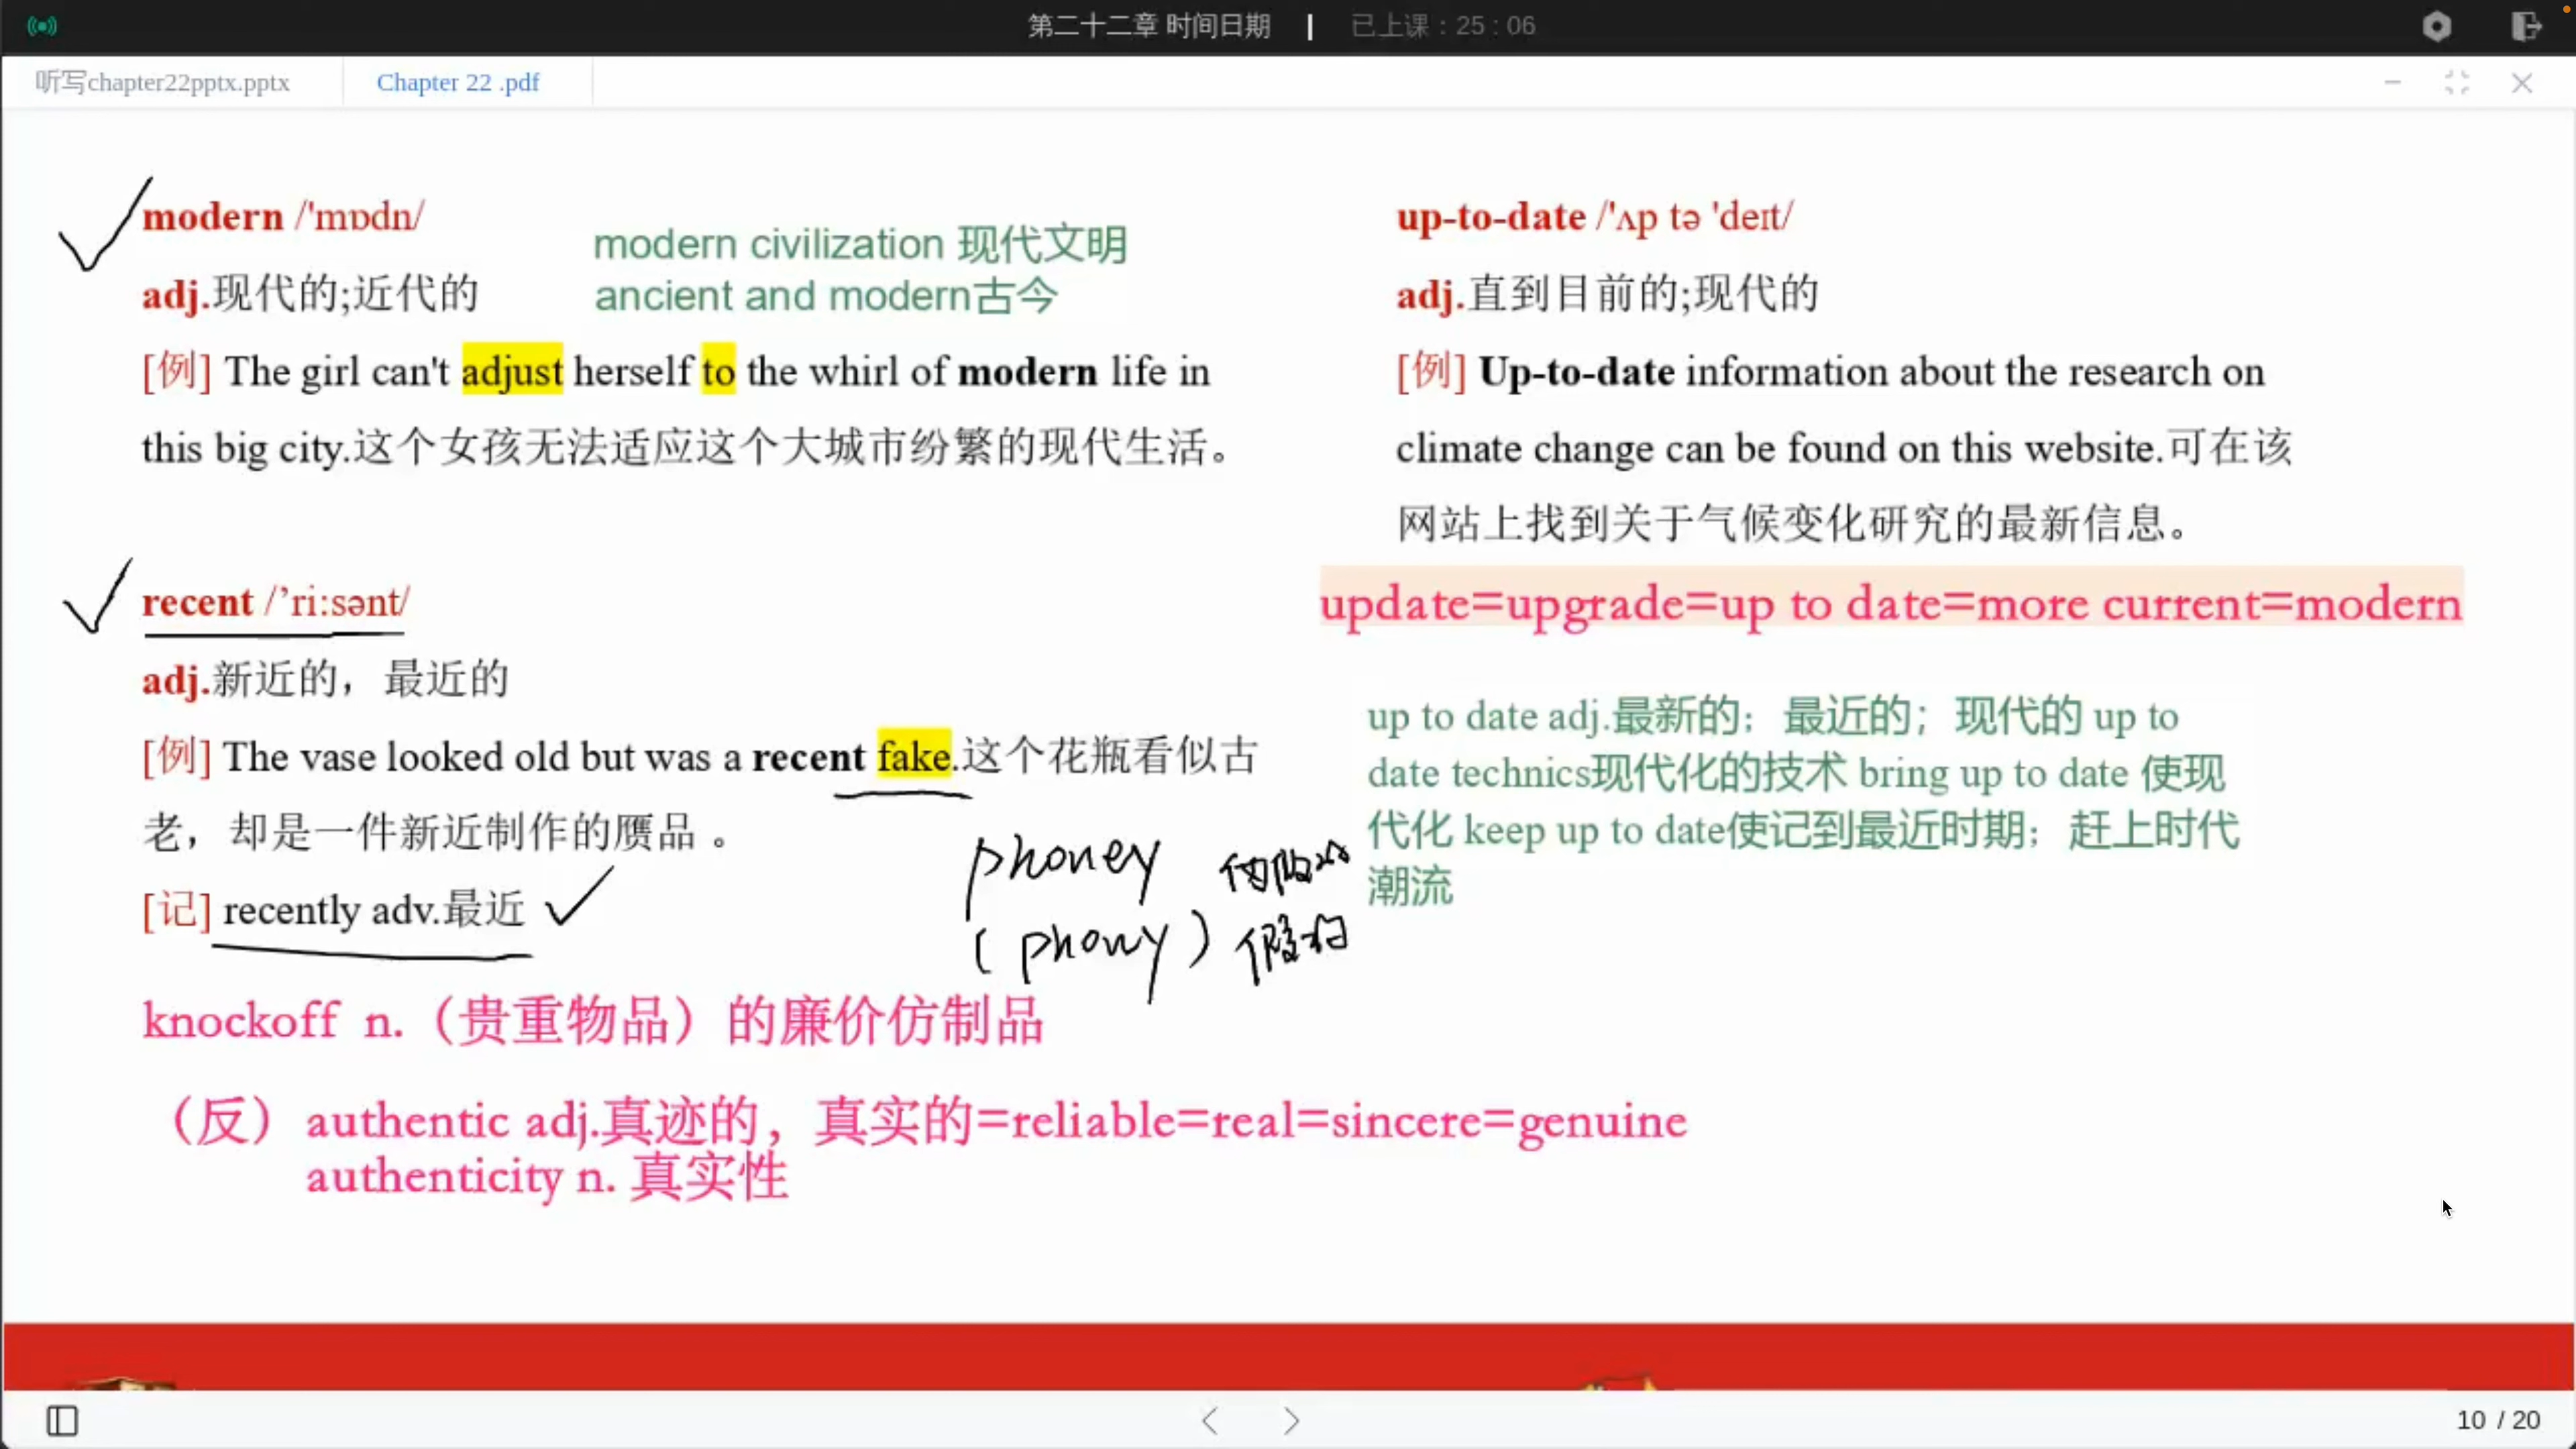 第二十二章 时间日期 | 已上课：25：06
听写chapter22pptx.pptx
Chapter 22 .pdf
modern /'mɒdn/
adj.现代的;近代的
modern civilization 现代文明
ancient and modern古今
[例] The girl can't adjust herself to the whirl of modern life in
this big city.这个女孩无法适应这个大城市纷繁的现代生活。
recent /’ri:sənt/
adj.新近的，最近的
[例] The vase looked old but was a recent fake.这个花瓶看似古
老，却是一件新近制作的赝品 。
[记] recently adv.最近
phoney
(phony) 假的
knockoff n.（贵重物品）的廉价仿制品
（反） authentic adj.真迹的，真实的=reliable=real=sincere=genuine
authenticity n. 真实性
up-to-date /'ʌp tə 'deɪt/
adj.直到目前的;现代的
[例] Up-to-date information about the research on
climate change can be found on this website.可在该
网站上找到关于气候变化研究的最新信息。
update=upgrade=up to date=more current=modern
up to date adj.最新的；最近的；现代的 up to
date technics现代化的技术 bring up to date 使现
代化 keep up to date使记到最近时期；赶上时代
潮流
10 / 20